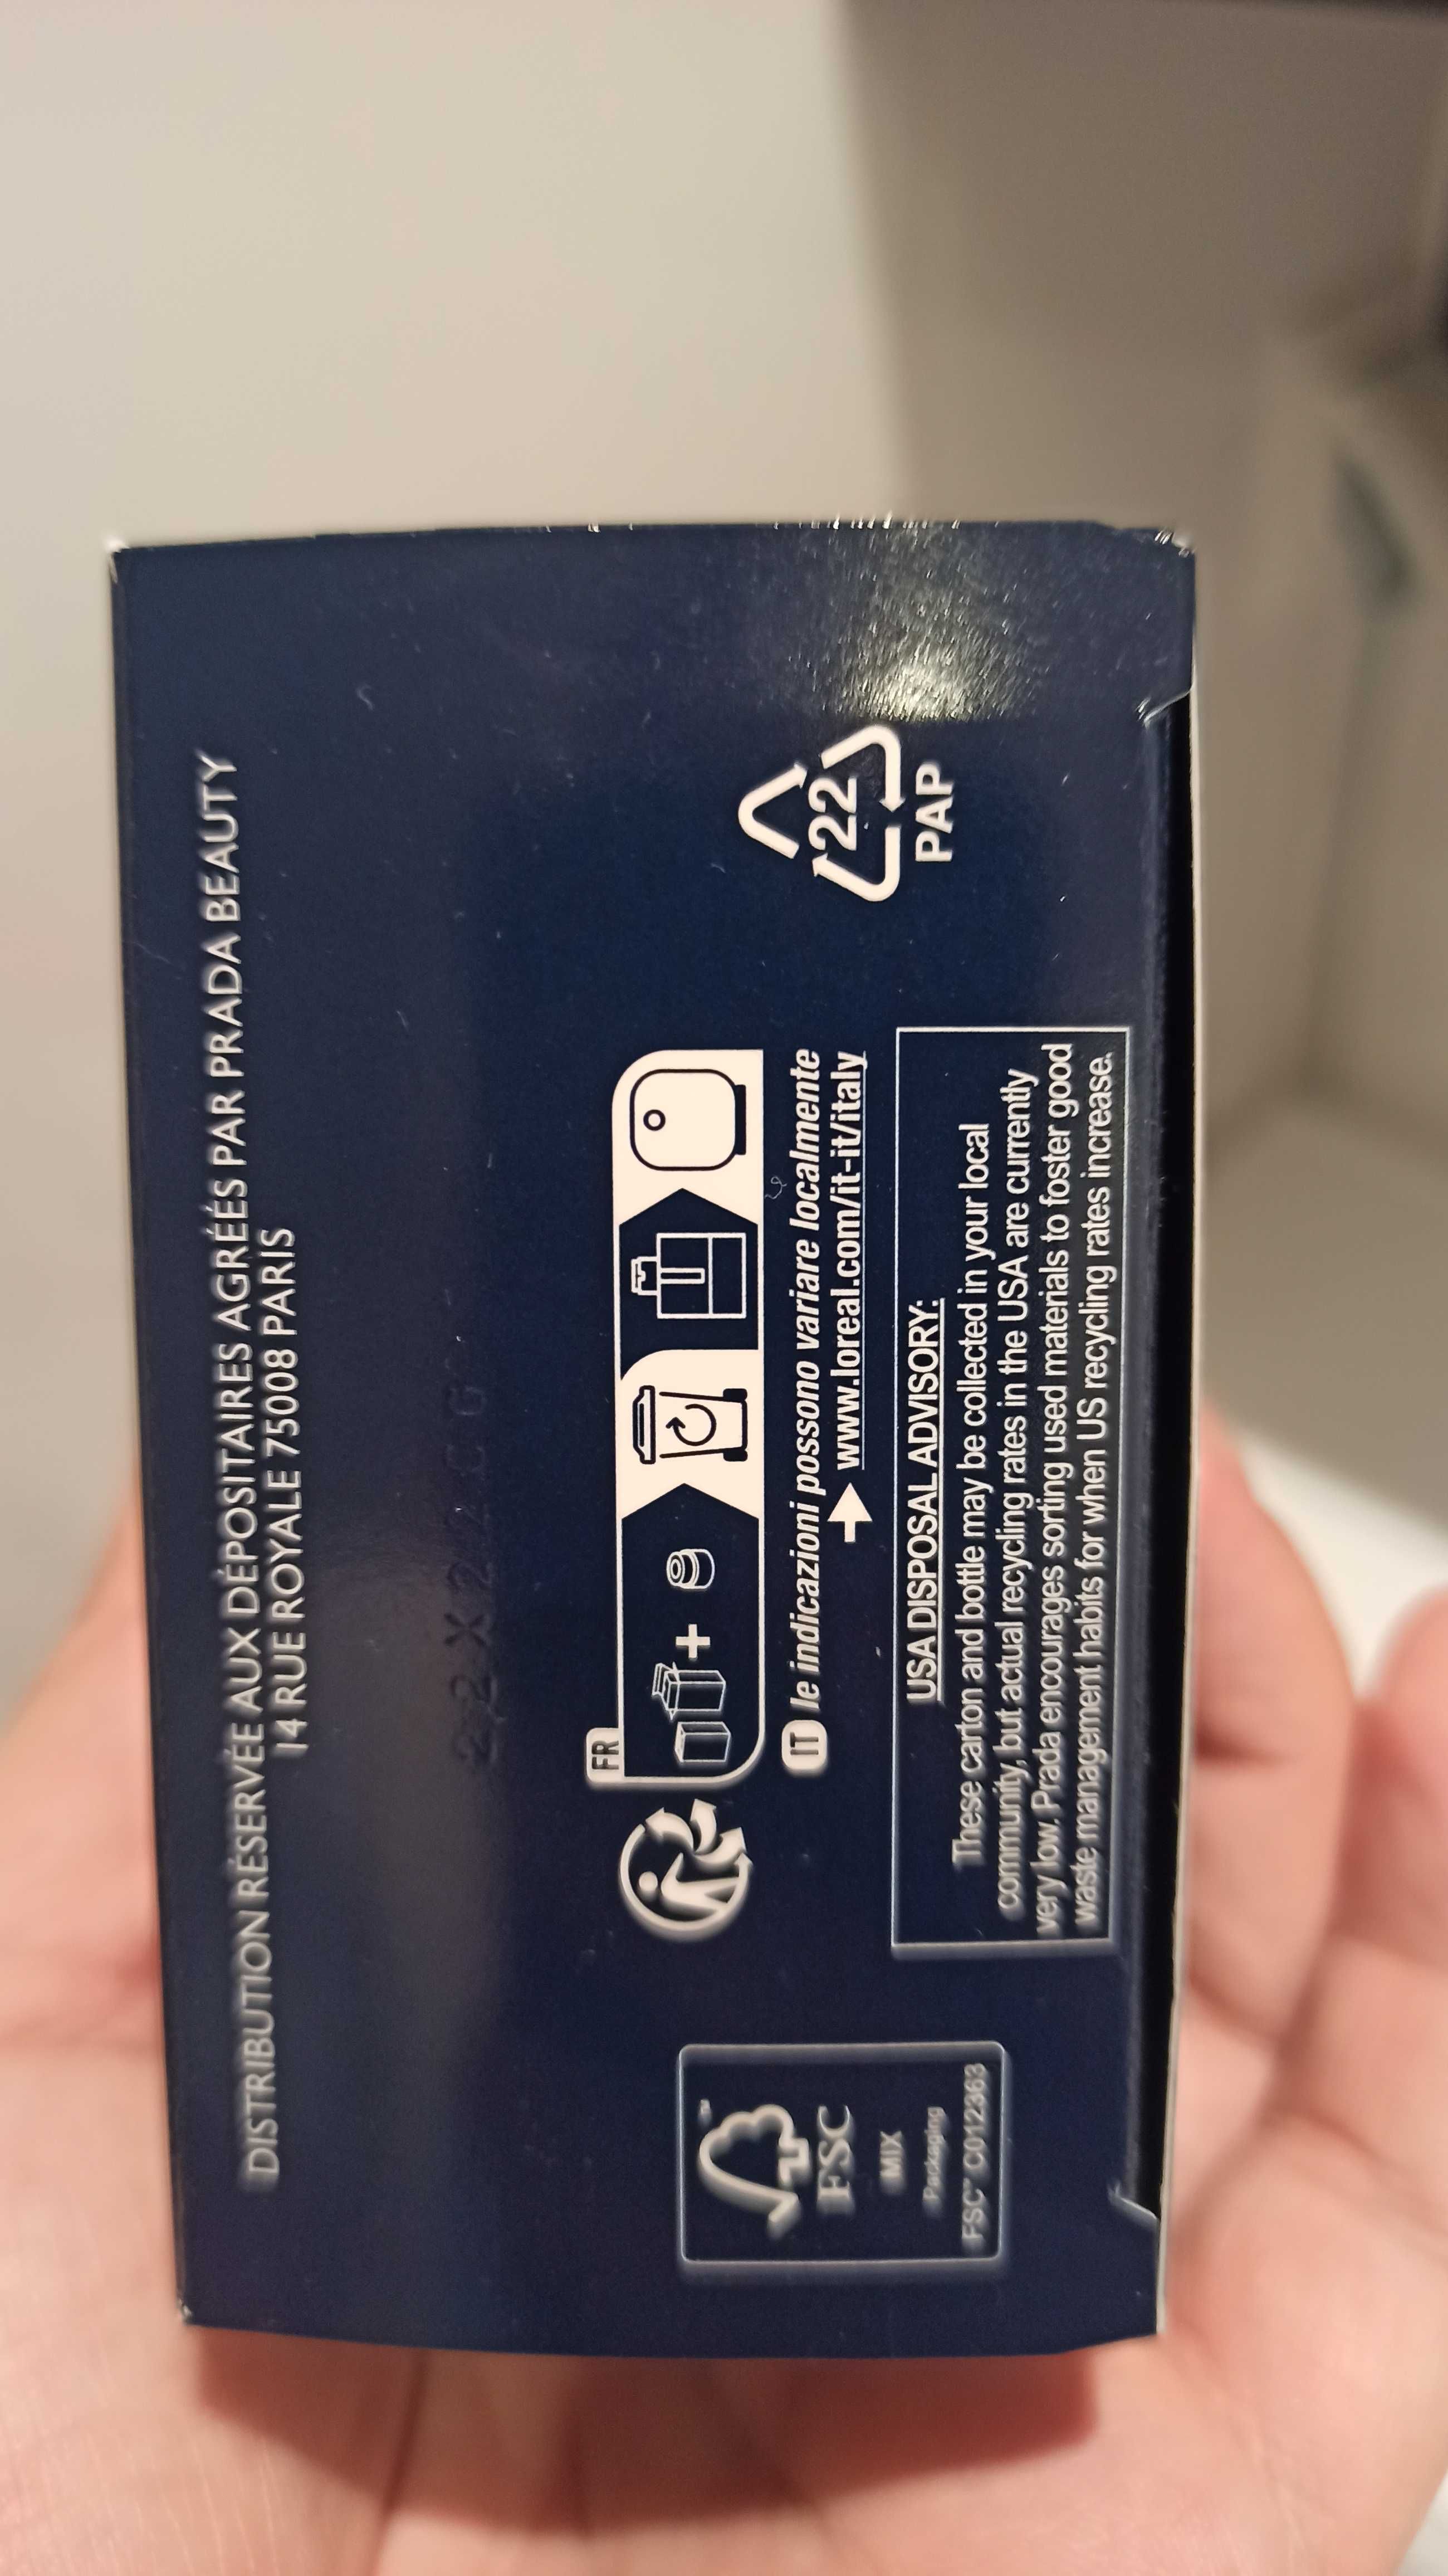 DISTRIBUTION RÉSERVÉE AUX DÉPOSITAIRES AGRÉÉS PAR PRADA BEAUTY
14 RUE ROYALE 75008 PARIS
FR
IT le indicazioni possono variare localmente
www.loreal.com/it-it/italy
USA DISPOSAL ADVISORY:
These carton and bottle may be collected in your local
community, but actual recycling rates in the USA are currently
very low. Prada encourages sorting used materials to foster good
waste management habits for when US recycling rates increase.
FSC
MIX
Packaging
FSC™ C012363
22
PAP